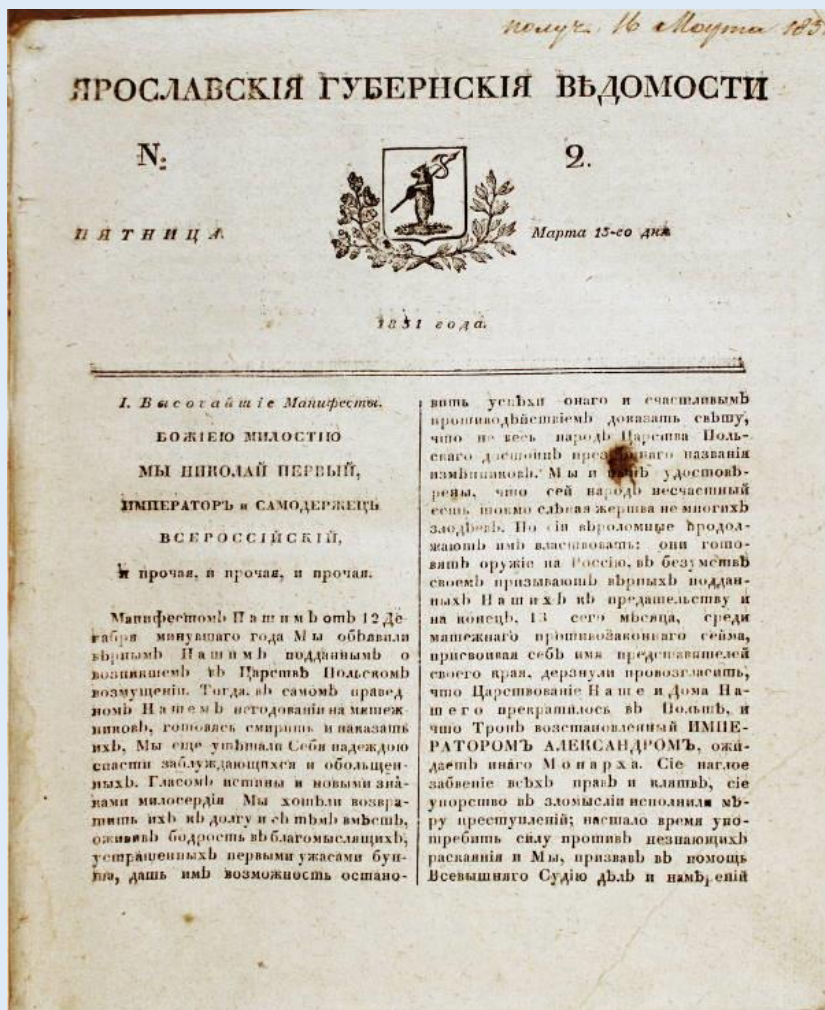 получ. 16 Марта 183
ЯРОСЛАВСКІЯ ГУБЕРНСКІЯ ВѢДОМОСТИ
№ 2.
ПЯТНИЦА Марта 13-го дня
1831 года.
I. Высочайшіе Манифесты.
БОЖІЕЮ МИЛОСТІЮ
МЫ НИКОЛАЙ ПЕРВЫЙ,
ИМПЕРАТОРЪ и САМОДЕРЖЕЦЪ
ВСЕРОССІЙСКІЙ,
и прочая, и прочая, и прочая.
Манифестомъ Нашимъ отъ 12 Де-
кабря минувшаго года Мы объявили
вѣрнымъ Нашимъ подданнымъ о
возникшемъ въ Царствѣ Польскомъ
возмущеніи. Тогда, въ самомъ правед
номъ Нашемъ негодованіи на мятеж-
никовъ, готовясь смирить и наказать
ихъ, Мы еще утѣшали Себя надеждою
спасти заблуждающихся и обольщен-
ныхъ. Гласомъ истины и новыми зна-
ками милосердія Мы хотѣли возвра-
тить ихъ къ долгу и съ тѣмъ вмѣстѣ,
ожививъ бодрость въ благомыслящихъ,
устрашенныхъ первыми ужасами бун-
та, дать имъ возможность остано-
вить успѣхи онаго и счастливымъ
противодѣйствіемъ доказать свѣту,
что не весь народъ Царства Поль-
скаго достоинъ названія
измѣнниковъ. Мы и удостовѣ-
рены, что сей народъ несчастный
есть токмо слѣпая жертва не многихъ
злодѣевъ. Но сіи вѣроломные продол-
жаютъ имъ властвовать: они гото-
вятъ оружіе на Россію, въ безумствѣ
своемъ призываютъ вѣрныхъ поддан-
ныхъ Нашихъ къ предательству и
на конецъ, 13 сего мѣсяца, среди
мятежнаго противозаконнаго сейма,
присвоивая себѣ имя представителей
своего края, дерзнули провозгласить,
что Царствованіе Наше и Дома На-
шего прекратилось въ Польшѣ, и
что Тронъ возстановленный ИМПЕ-
РАТОРОМЪ АЛЕКСАНДРОМЪ, ожи-
даетъ инаго Монарха. Сіе наглое
забвеніе всѣхъ правъ и клятвъ, сіе
упорство въ зломысліи исполнили мѣ-
ру преступленій; настало время упо-
требить силу противъ незнающихъ
раскаянія и Мы, призвавъ въ помощь
Всевышняго Судію дѣлъ и намѣреній